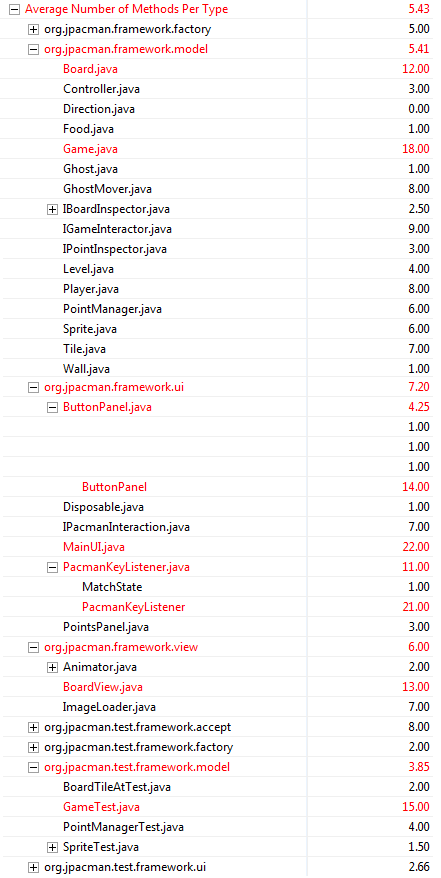 Average Number of Methods Per Type 5.43
org.jpacman.framework.factory 5.00
org.jpacman.framework.model 5.41
Board.java 12.00
Controller.java 3.00
Direction.java 0.00
Food.java 1.00
Game.java 18.00
Ghost.java 1.00
GhostMover.java 8.00
IBoardInspector.java 2.50
IGameInteractor.java 9.00
IPointInspector.java 3.00
Level.java 4.00
Player.java 8.00
PointManager.java 6.00
Sprite.java 6.00
Tile.java 7.00
Wall.java 1.00
org.jpacman.framework.ui 7.20
ButtonPanel.java 4.25
1.00
1.00
1.00
ButtonPanel 14.00
Disposable.java 1.00
IPacmanInteraction.java 7.00
MainUI.java 22.00
PacmanKeyListener.java 11.00
MatchState 1.00
PacmanKeyListener 21.00
PointsPanel.java 3.00
org.jpacman.framework.view 6.00
Animator.java 2.00
BoardView.java 13.00
ImageLoader.java 7.00
org.jpacman.test.framework.accept 8.00
org.jpacman.test.framework.factory 2.00
org.jpacman.test.framework.model 3.85
BoardTileAtTest.java 2.00
GameTest.java 15.00
PointManagerTest.java 4.00
SpriteTest.java 1.50
org.jpacman.test.framework.ui 2.66